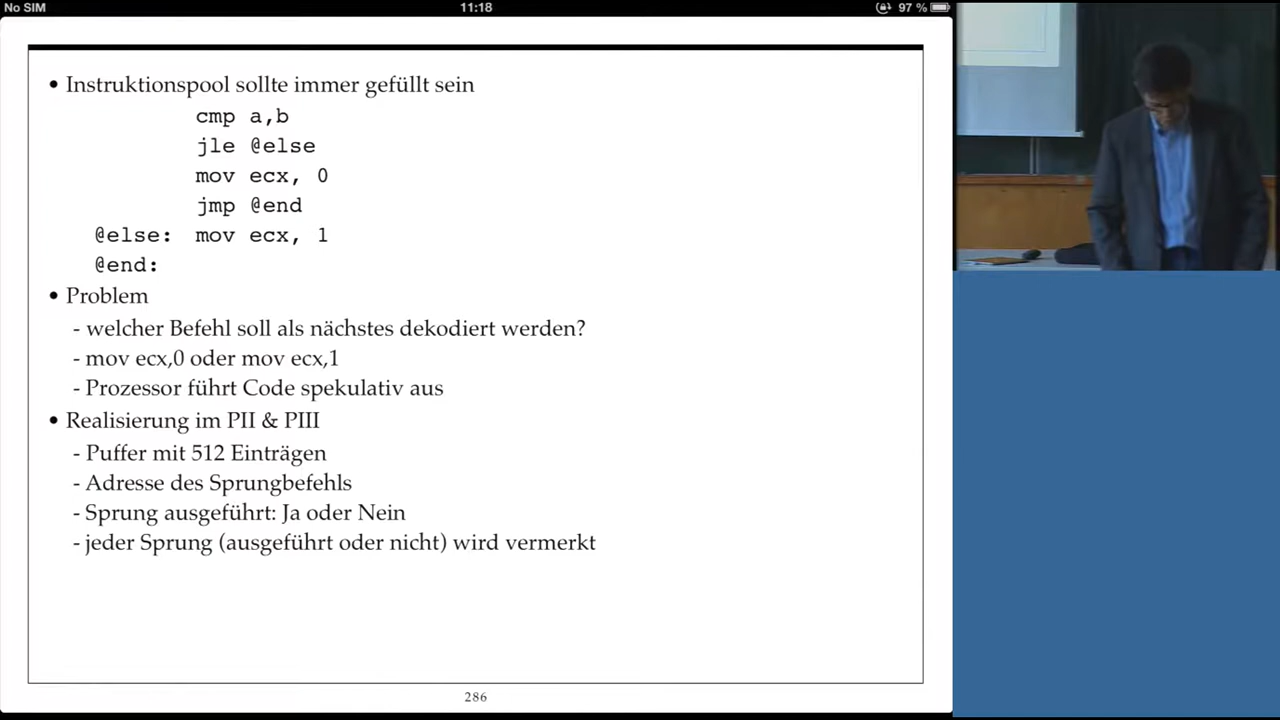 No SIM 11:18 97 %
• Instruktionspool sollte immer gefüllt sein
cmp a,b
jle @else
mov ecx, 0
jmp @end
@else: mov ecx, 1
@end:
• Problem
- welcher Befehl soll als nächstes dekodiert werden?
- mov ecx,0 oder mov ecx,1
- Prozessor führt Code spekulativ aus
• Realisierung im PII & PIII
- Puffer mit 512 Einträgen
- Adresse des Sprungbefehls
- Sprung ausgeführt: Ja oder Nein
- jeder Sprung (ausgeführt oder nicht) wird vermerkt
286